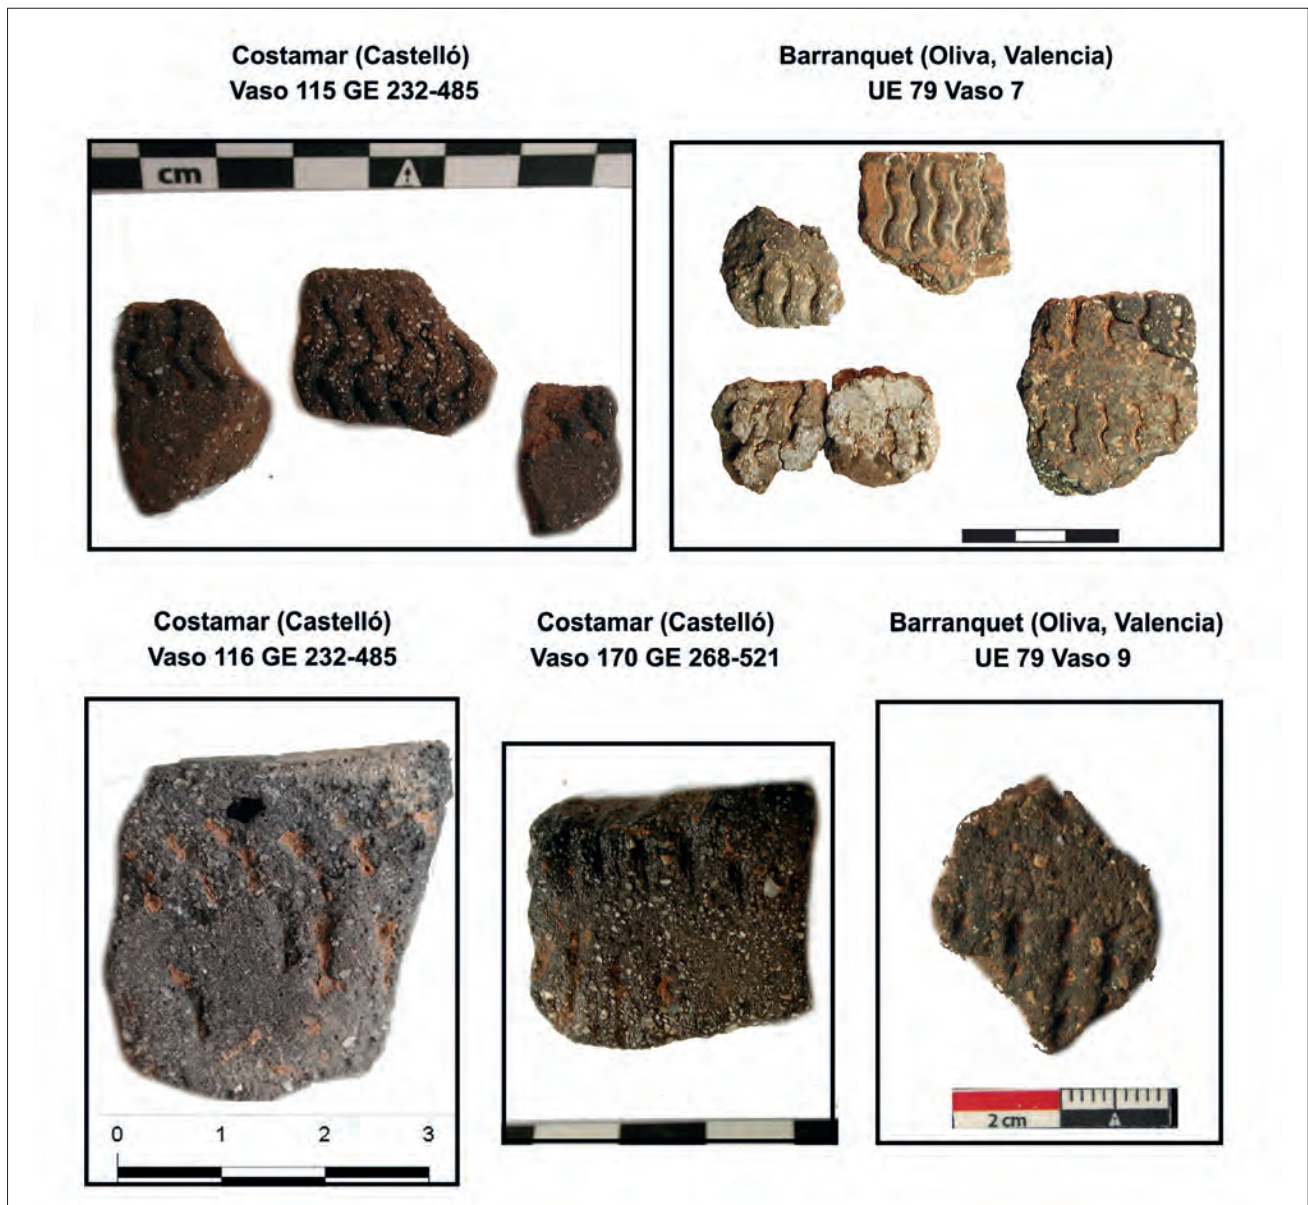 Costamar (Castelló)
Vaso 115 GE 232-485
Barranquet (Oliva, Valencia)
UE 79 Vaso 7
cm
Costamar (Castelló)
Vaso 116 GE 232-485
Costamar (Castelló)
Vaso 170 GE 268-521
Barranquet (Oliva, Valencia)
UE 79 Vaso 9
0 1 2 3
2 cm